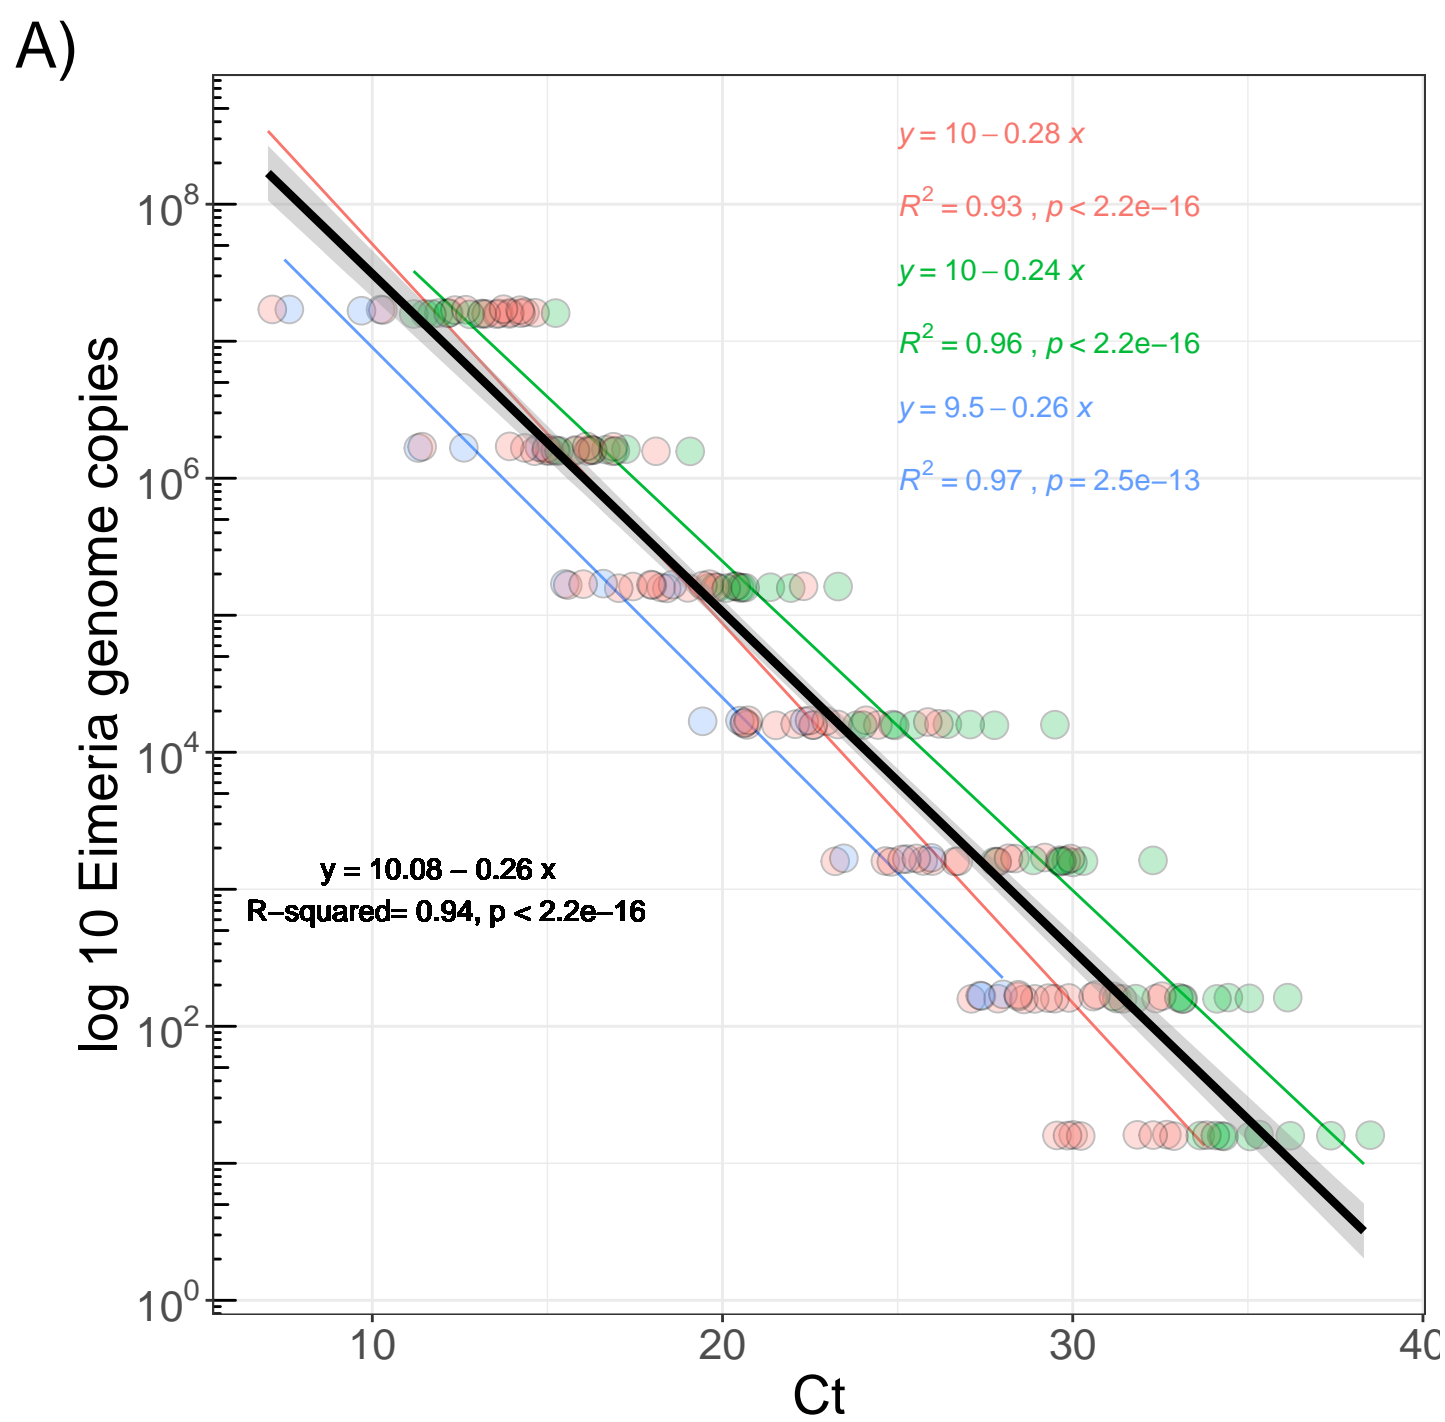 A)
y = 10 – 0.28 x
R² = 0.93 , p < 2.2e–16
y = 10 – 0.24 x
R² = 0.96 , p < 2.2e–16
y = 9.5 – 0.26 x
R² = 0.97 , p = 2.5e–13
y = 10.08 – 0.26 x
R–squared= 0.94, p < 2.2e–16
log 10 Eimeria genome copies
10⁸
10⁶
10⁴
10²
10⁰
10 20 30 40
Ct